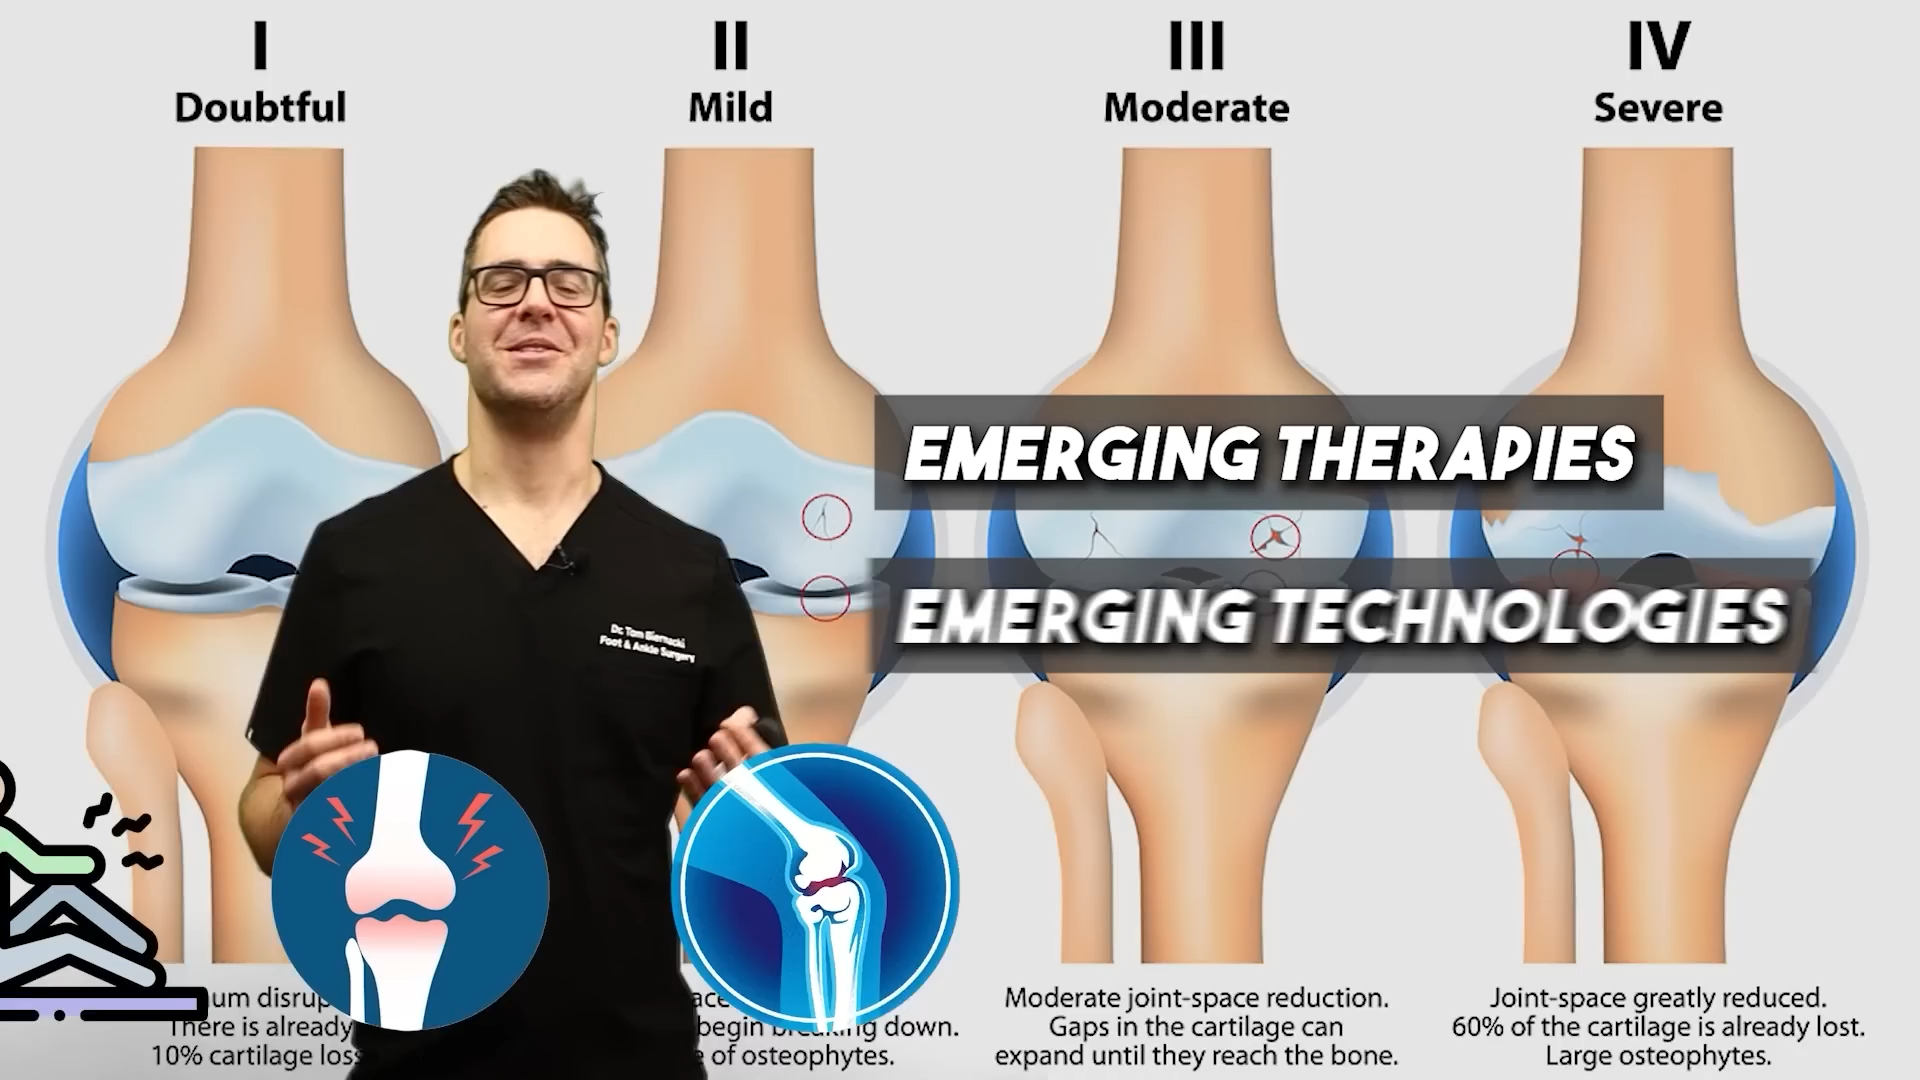 I
II
III
IV
Doubtful
Mild
Moderate
Severe
EMERGING THERAPIES
EMERGING TECHNOLOGIES
Dr. Tom Biernacki
Foot & Ankle Surgery
There is already
10% cartilage loss
begin breaking down.
of osteophytes.
Moderate joint-space reduction.
Gaps in the cartilage can
expand until they reach the bone.
Joint-space greatly reduced.
60% of the cartilage is already lost.
Large osteophytes.